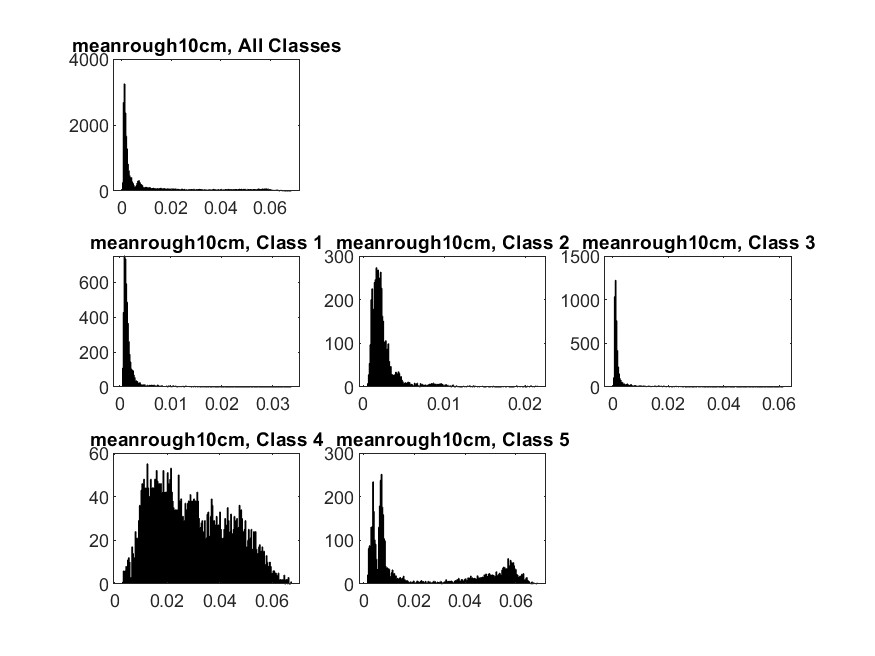 meanrough10cm, All Classes
4000
2000
0
0 0.02 0.04 0.06
meanrough10cm, Class 1
600
400
200
0
0 0.01 0.02 0.03
meanrough10cm, Class 2
300
200
100
0
0 0.01 0.02
meanrough10cm, Class 3
1500
1000
500
0
0 0.02 0.04 0.06
meanrough10cm, Class 4
60
40
20
0
0 0.02 0.04 0.06
meanrough10cm, Class 5
300
200
100
0
0 0.02 0.04 0.06